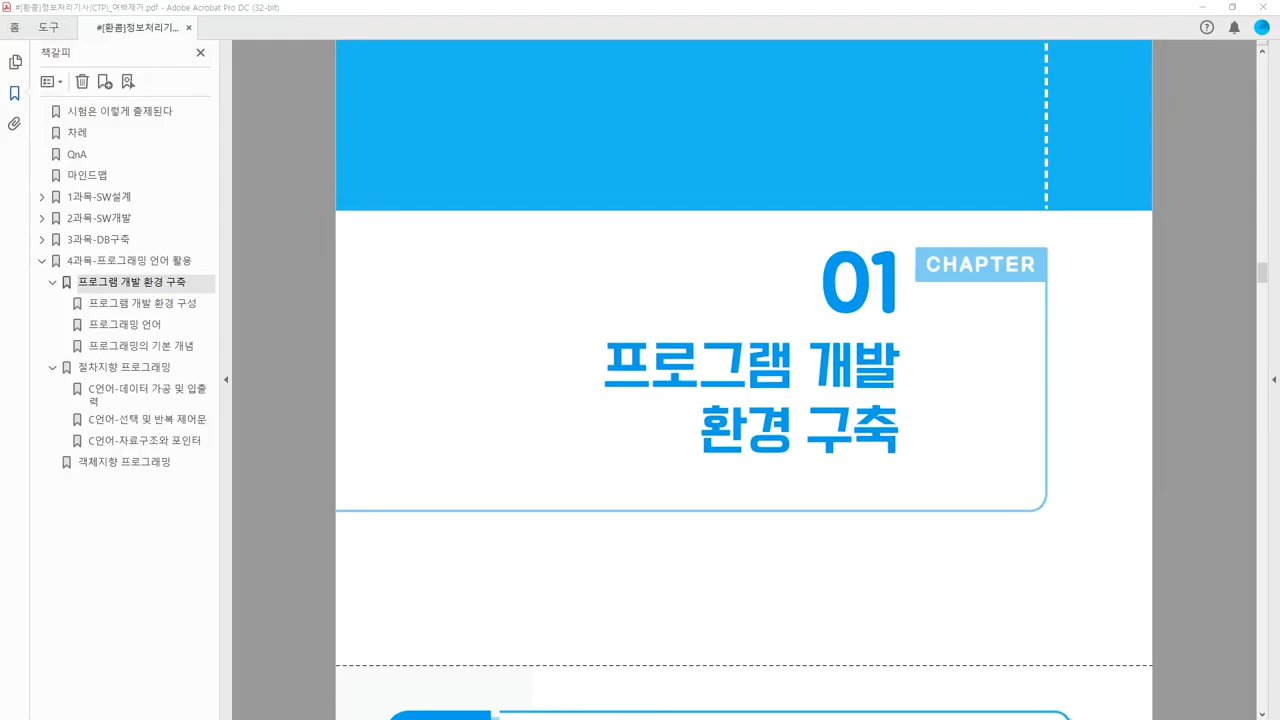 #[환콤]정보처리기사(CTP)_여백제거.pdf - Adobe Acrobat Pro DC (32-bit)
홈 도구 #[환콤]정보처리기... ×
책갈피
시험은 이렇게 출제된다
차례
QnA
마인드맵
1과목-SW설계
2과목-SW개발
3과목-DB구축
4과목-프로그래밍 언어 활용
프로그램 개발 환경 구축
프로그램 개발 환경 구성
프로그래밍 언어
프로그래밍의 기본 개념
절차지향 프로그래밍
C언어-데이터 가공 및 입출
력
C언어-선택 및 반복 제어문
C언어-자료구조와 포인터
객체지향 프로그래밍
01 CHAPTER
프로그램 개발
환경 구축